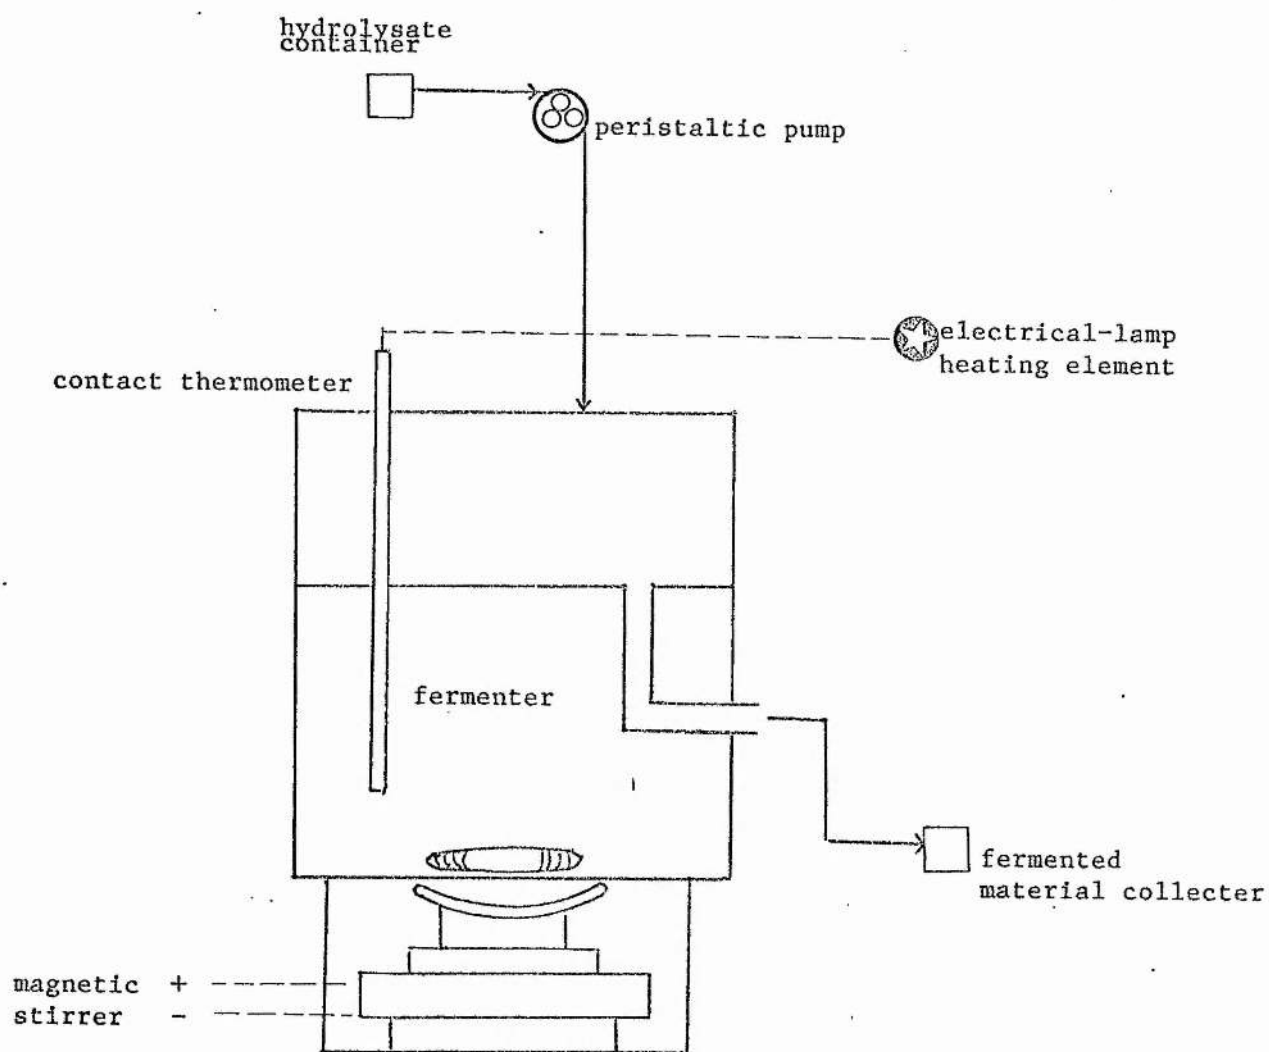 hydrolysate
container
peristaltic pump
electrical-lamp
heating element
contact thermometer
fermenter
fermented
material collecter
magnetic +
stirrer -